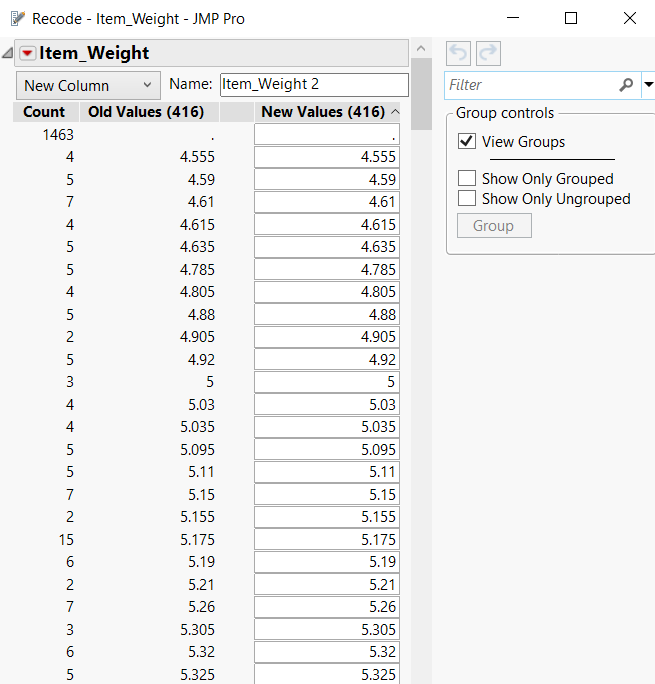 Recode - Item_Weight - JMP Pro
Item_Weight
New Column Name: Item_Weight 2
Count Old Values (416) New Values (416)
1463 . .
4 4.555 4.555
5 4.59 4.59
7 4.61 4.61
4 4.615 4.615
5 4.635 4.635
5 4.785 4.785
4 4.805 4.805
5 4.88 4.88
2 4.905 4.905
5 4.92 4.92
3 5 5
4 5.03 5.03
4 5.035 5.035
5 5.095 5.095
5 5.11 5.11
7 5.15 5.15
2 5.155 5.155
15 5.175 5.175
6 5.19 5.19
2 5.21 5.21
7 5.26 5.26
3 5.305 5.305
6 5.32 5.32
5 5.325 5.325
Filter
Group controls
View Groups
Show Only Grouped
Show Only Ungrouped
Group